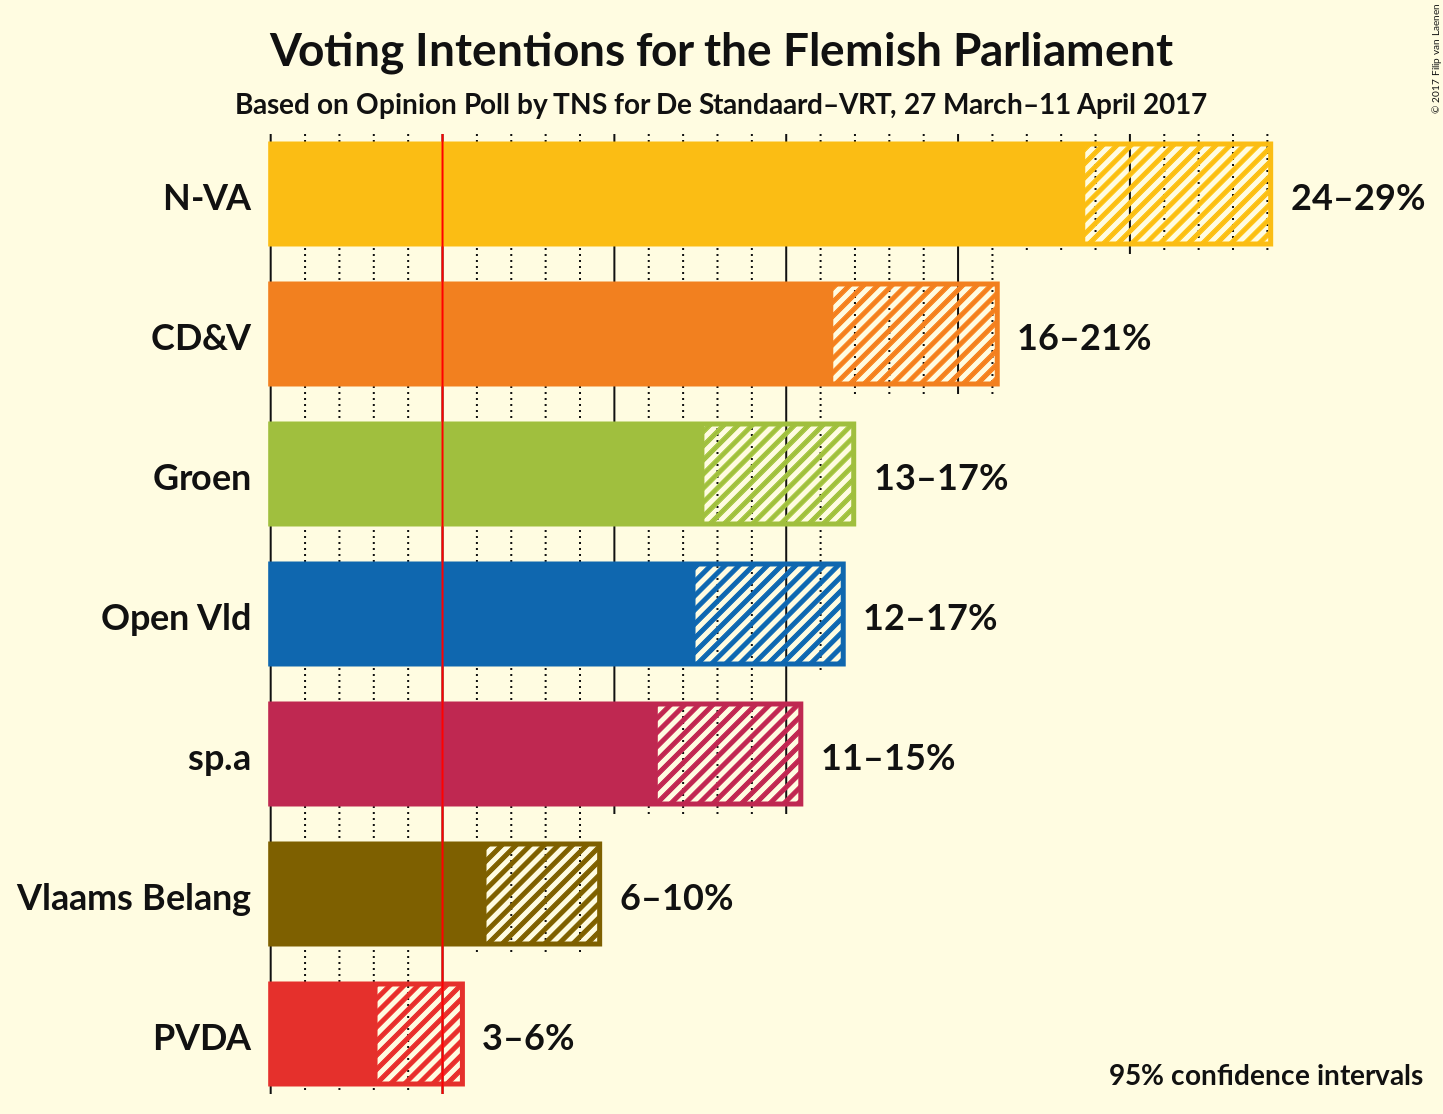 Voting Intentions for the Flemish Parliament
Based on Opinion Poll by TNS for De Standaard–VRT, 27 March–11 April 2017
© 2017 Filip van Laenen
N-VA
24–29%
CD&V
16–21%
Groen
13–17%
Open Vld
12–17%
sp.a
11–15%
Vlaams Belang
6–10%
PVDA
3–6%
95% confidence intervals